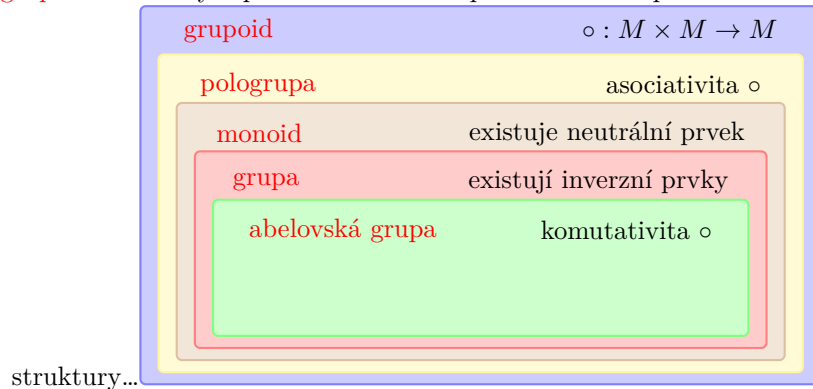 grupoid ∘ : M × M → M
pologrupa asociativita ∘
monoid existuje neutrální prvek
grupa existují inverzní prvky
abelovská grupa komutativita ∘
struktury…